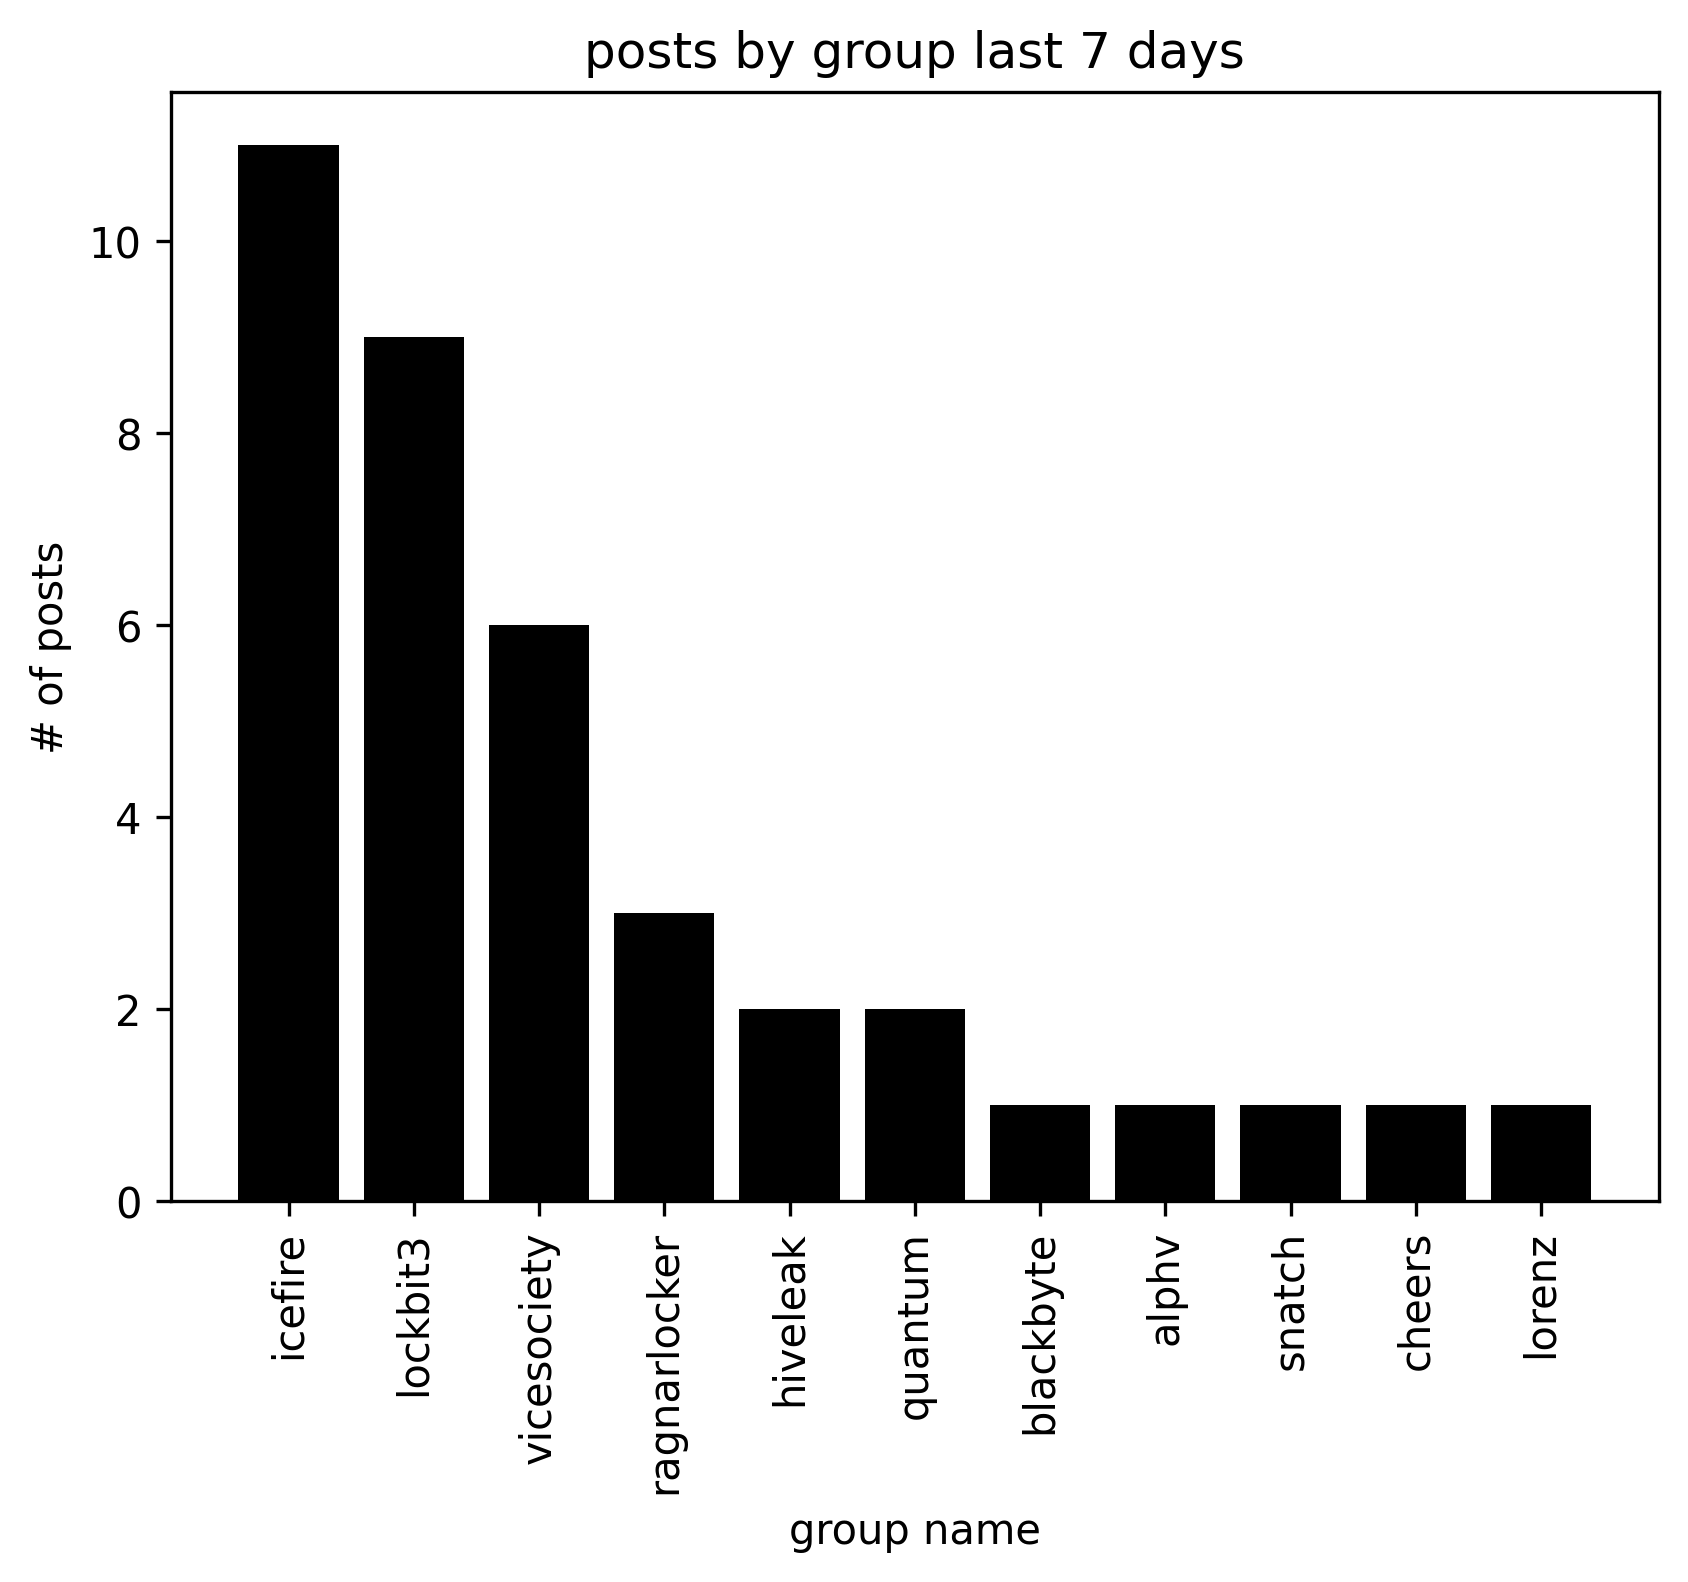 posts by group last 7 days
# of posts
10
8
6
4
2
0
icefire
lockbit3
vicesociety
ragnarlocker
hiveleak
quantum
blackbyte
alphv
snatch
cheers
lorenz
group name